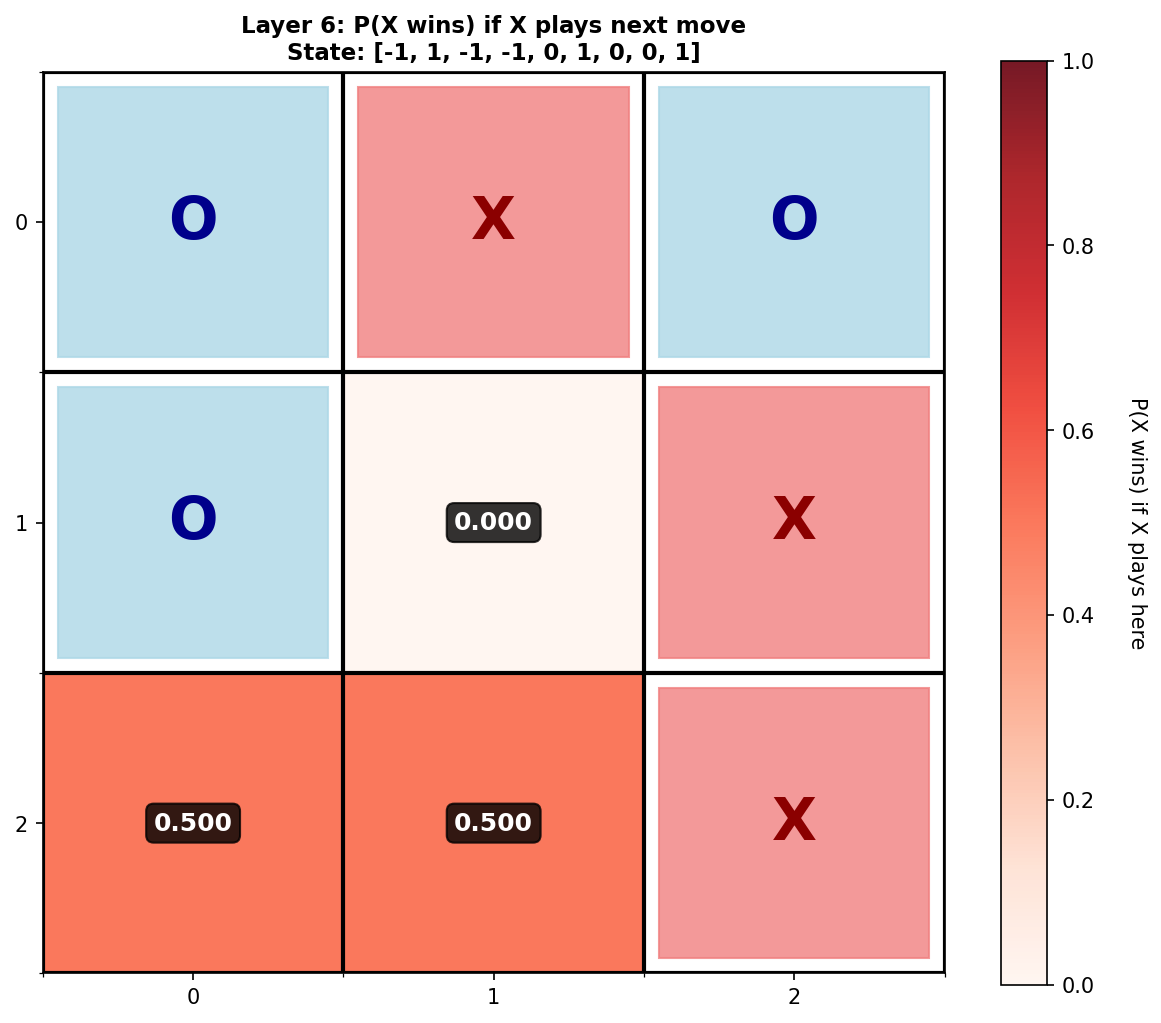 Layer 6: P(X wins) if X plays next move
State: [-1, 1, -1, -1, 0, 1, 0, 0, 1]
O
X
O
O
0.000
X
0.500
0.500
X
0
1
2
0
1
2
1.0
0.8
0.6
0.4
0.2
0.0
P(X wins) if X plays here